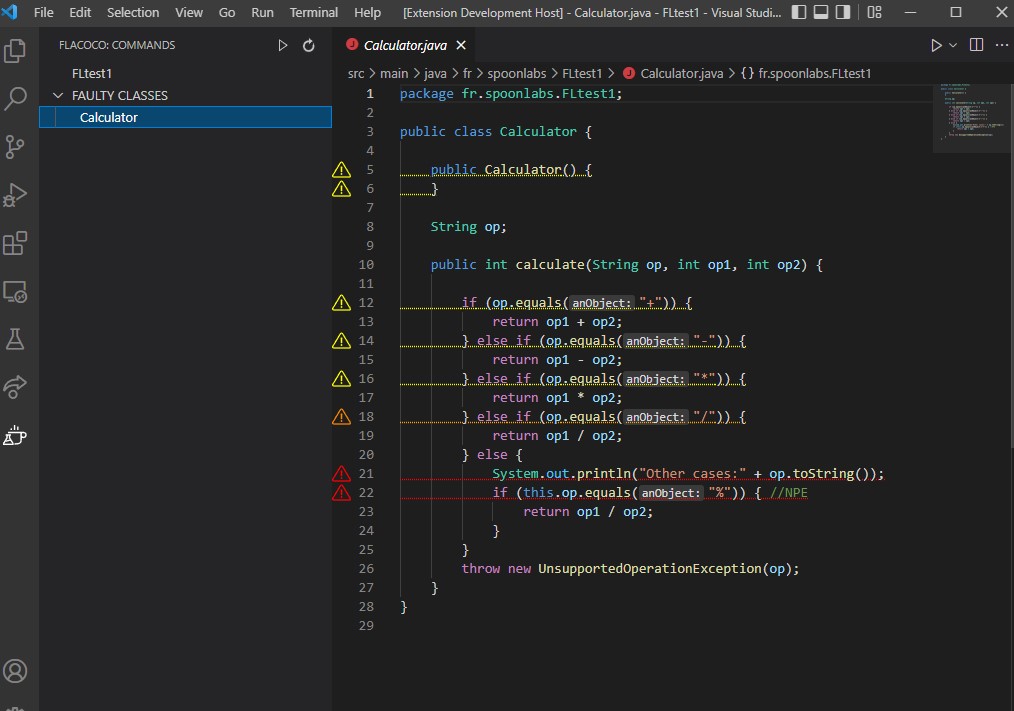 File Edit Selection View Go Run Terminal Help [Extension Development Host] - Calculator.java - FLtest1 - Visual Studi...
FLACOCO: COMMANDS
FLtest1
FAULTY CLASSES
Calculator
Calculator.java
src > main > java > fr > spoonlabs > FLtest1 > Calculator.java > {} fr.spoonlabs.FLtest1
1 package fr.spoonlabs.FLtest1;
2
3 public class Calculator {
4
5 public Calculator() {
6 }
7
8 String op;
9
10 public int calculate(String op, int op1, int op2) {
11
12 if (op.equals(anObject: "+")) {
13 return op1 + op2;
14 } else if (op.equals(anObject: "-")) {
15 return op1 - op2;
16 } else if (op.equals(anObject: "*")) {
17 return op1 * op2;
18 } else if (op.equals(anObject: "/")) {
19 return op1 / op2;
20 } else {
21 System.out.println("Other cases:" + op.toString());
22 if (this.op.equals(anObject: "%")) { //NPE
23 return op1 / op2;
24 }
25 }
26 throw new UnsupportedOperationException(op);
27 }
28 }
29